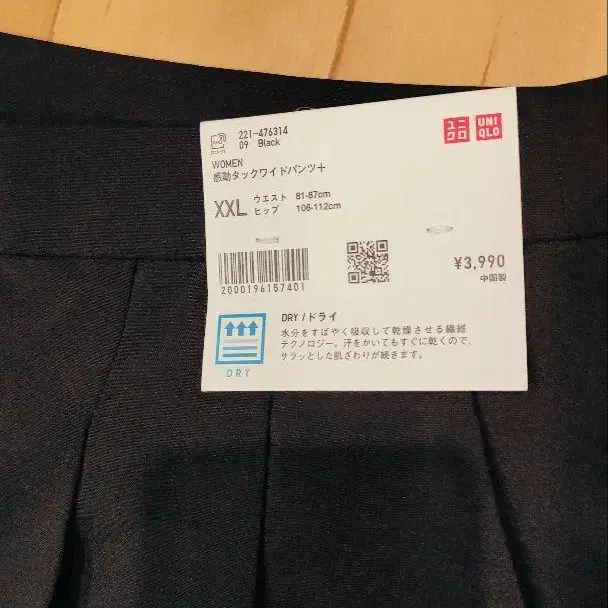 221-476314
09 Black
ユニ
クロ
UNI
QLO
WOMEN
感動タックワイドパンツ+
XXL
ウエスト 81-87cm
ヒップ 106-112cm
2000196157401
¥3,990
中国製
DRY / ドライ
水分をすばやく吸収して乾燥させる繊維
テクノロジー。汗をかいてもすぐに乾くので、
サラッとした肌ざわりが続きます。
DRY